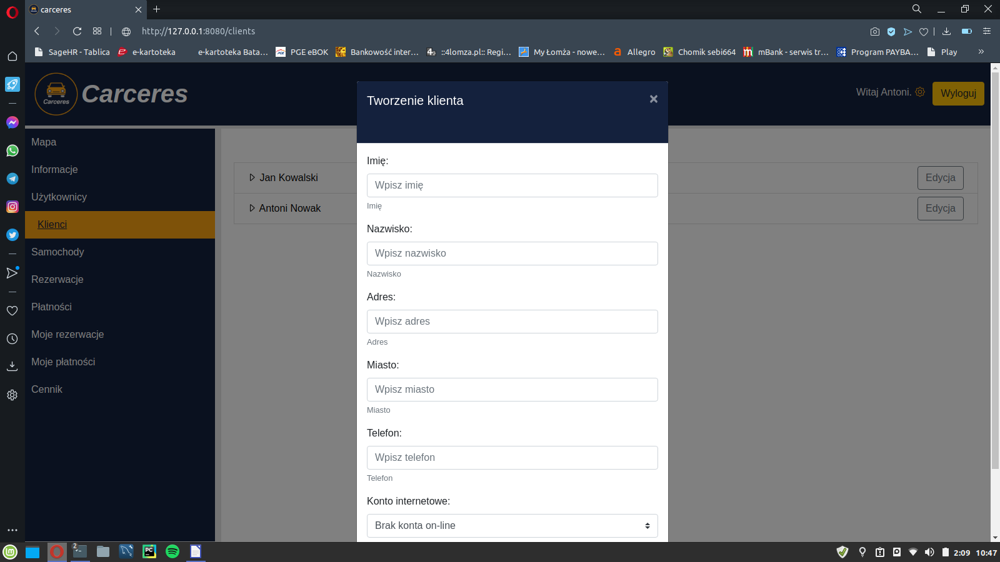 carceres
http://127.0.0.1:8080/clients
SageHR - Tablica e-kartoteka e-kartoteka Bata… PGE eBOK Bankowość inter… ::4lomza.pl:: Regi… My Łomża - nowe… Allegro Chomik sebi664 mBank - serwis tr… Program PAYBA… Play »
Carceres
Carceres
Witaj Antoni.
Wyloguj
Mapa
Informacje
Użytkownicy
Klienci
Samochody
Rezerwacje
Płatności
Moje rezerwacje
Moje płatności
Cennik
Jan Kowalski
Edycja
Antoni Nowak
Edycja
Tworzenie klienta ×
Imię:
Wpisz imię
Imię
Nazwisko:
Wpisz nazwisko
Nazwisko
Adres:
Wpisz adres
Adres
Miasto:
Wpisz miasto
Miasto
Telefon:
Wpisz telefon
Telefon
Konto internetowe:
Brak konta on-line
2
PC
2:09 10:47